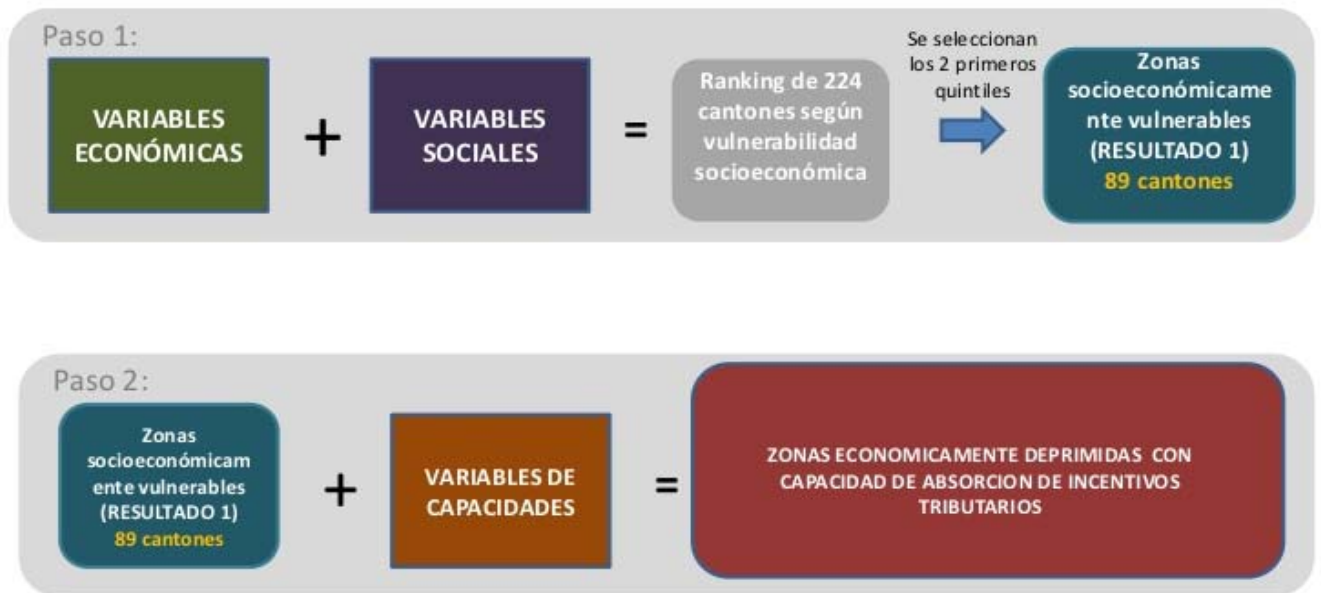 Paso 1:
VARIABLES
ECONÓMICAS
+
VARIABLES
SOCIALES
=
Ranking de 224
cantones según
vulnerabilidad
socioeconómica
Se seleccionan
los 2 primeros
quintiles
Zonas
socioeconómicame
nte vulnerables
(RESULTADO 1)
89 cantones
Paso 2:
Zonas
socioeconómicam
ente vulnerables
(RESULTADO 1)
89 cantones
+
VARIABLES DE
CAPACIDADES
=
ZONAS ECONOMICAMENTE DEPRIMIDAS CON
CAPACIDAD DE ABSORCION DE INCENTIVOS
TRIBUTARIOS